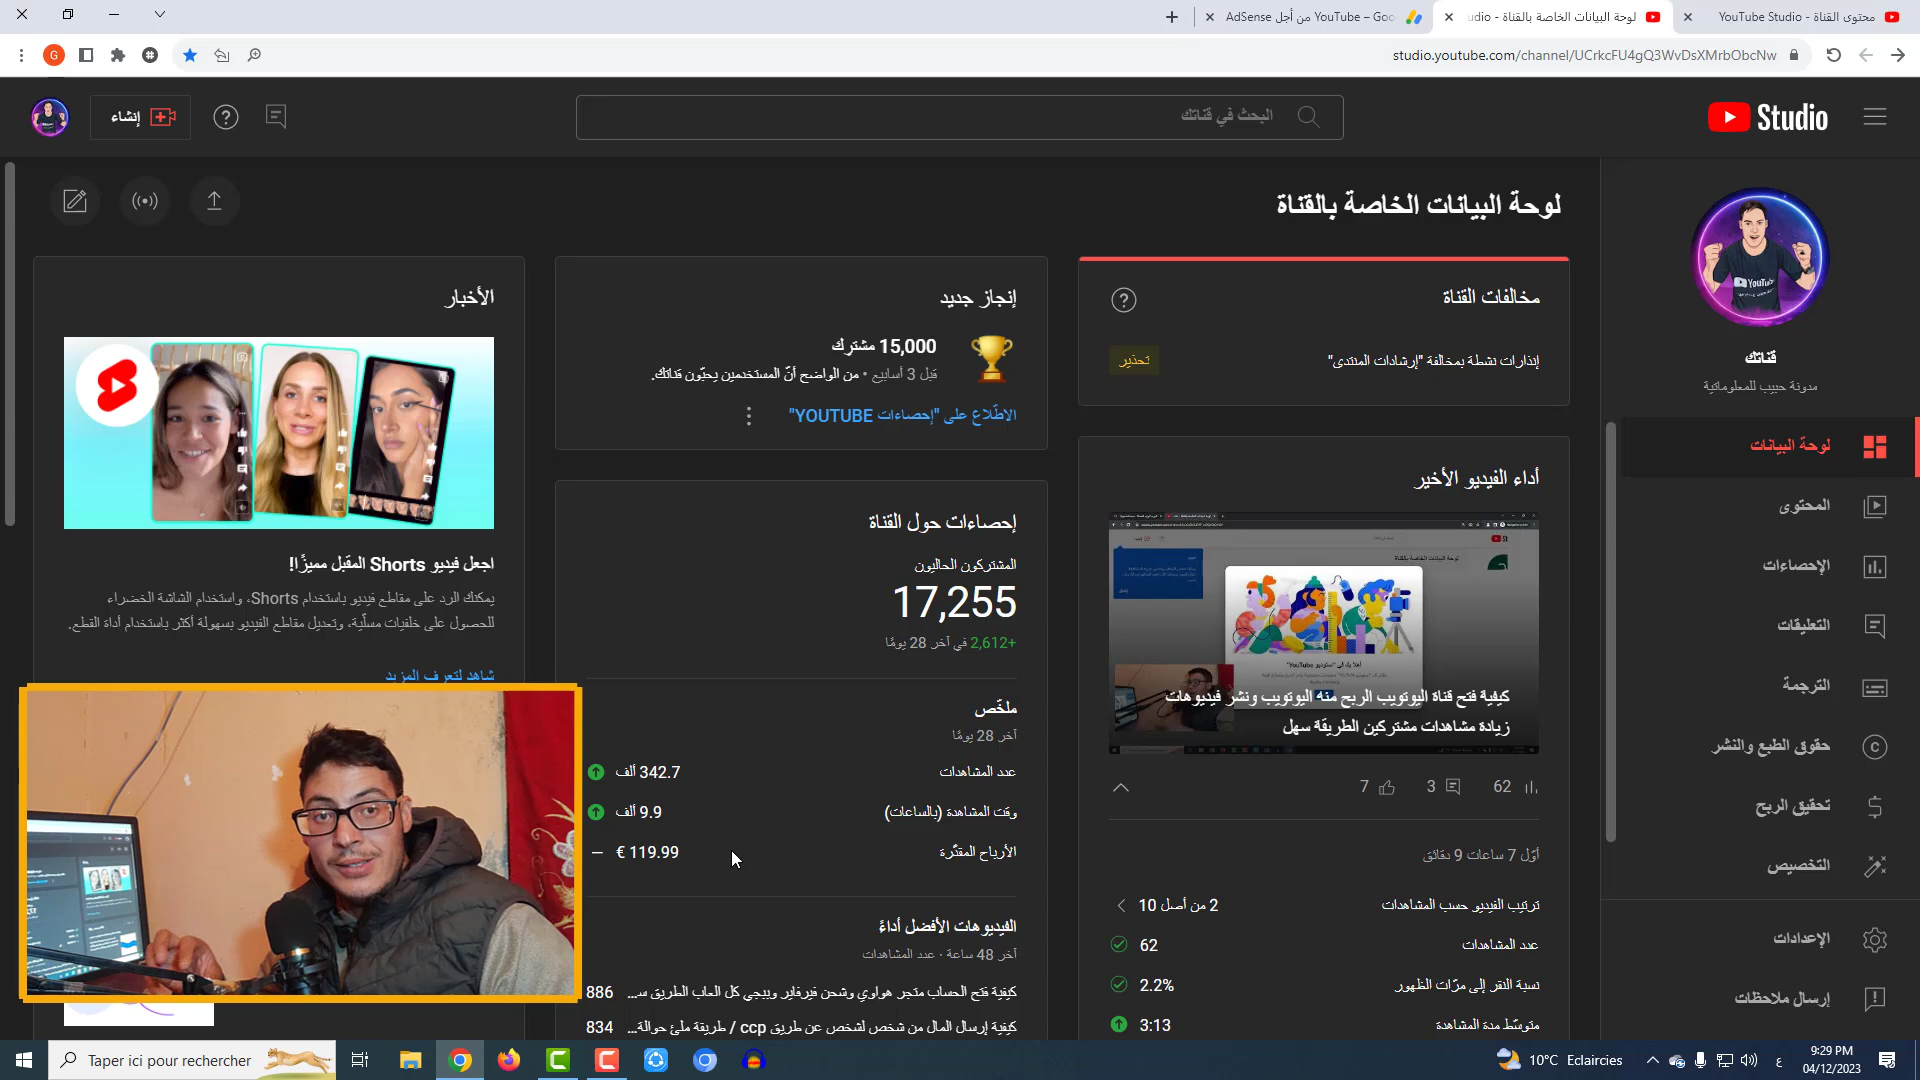 AdSense من أجل YouTube – Goo
لوحة البيانات الخاصة بالقناة - udio
محتوى القناة - YouTube Studio
studio.youtube.com/channel/UCrkcFU4gQ3WvDsXMrbObcNw
إنشاء
البحث في قناتك
Studio
لوحة البيانات الخاصة بالقناة
مخالفات القناة
إنذارات نشطة بمخالفة "إرشادات المنتدى"
تحذير
أداء الفيديو الأخير
كيفية فتح قناة اليوتويب الربح منه اليوتويب ونشر فيديوهات
زيادة مشاهدات مشتركين الطريقة سهل
62
3
7
أوّل 7 ساعات 9 دقائق
ترتيب الفيديو حسب المشاهدات
2 من أصل 10
عدد المشاهدات
62
نسبة النقر إلى مرّات الظهور
2.2%
متوسّط مدة المشاهدة
3:13
إنجاز جديد
15,000 مشترك
قبل 3 أسابيع • من الواضح أنّ المستخدمين يحبّون قناتك.
الاطّلاع على "إحصاءات YOUTUBE"
إحصاءات حول القناة
المشتركون الحاليون
17,255
+2,612 في آخر 28 يومًا
ملخّص
آخر 28 يومًا
عدد المشاهدات
342.7 ألف
وقت المشاهدة (بالساعات)
9.9 ألف
الأرباح المقدّرة
119.99 €
—
الفيديوهات الأفضل أداءً
آخر 48 ساعة · عدد المشاهدات
كيفية فتح الحساب متجر هواوي وشحن فيرفاير وببجي كل العاب الطريق س...
886
كيفية إرسال المال من شخص لشخص عن طريق ccp / طريقة ملئ حوالة...
834
الأخبار
اجعل فيديو Shorts المقبل مميزًا!
يمكنك الرد على مقاطع فيديو باستخدام Shorts، واستخدام الشاشة الخضراء
للحصول على خلفيات مسلّية، وتعديل مقاطع الفيديو بسهولة أكثر باستخدام أداة القطع.
شاهد لتعرف المزيد
قناتك
مدونة حبيب للمعلوماتية
لوحة البيانات
المحتوى
الإحصاءات
التعليقات
الترجمة
حقوق الطبع والنشر
تحقيق الربح
التخصيص
الإعدادات
إرسال ملاحظات
Taper ici pour rechercher
10°C Eclaircies
ع
9:29 PM
04/12/2023